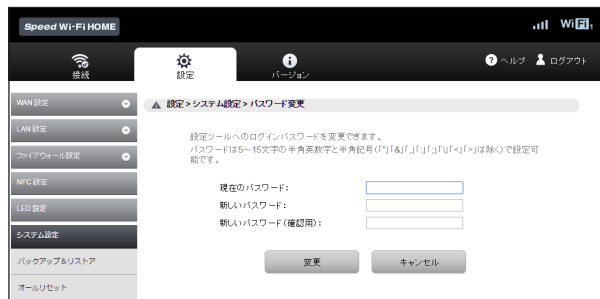 Speed Wi-Fi HOME
WiFi
接続
設定
バージョン
ヘルプ
ログアウト
WAN 設定
設定 > システム設定 > パスワード変更
LAN 設定
設定ツールへのログインパスワードを変更できます。
パスワードは5～15文字の半角英数字と半角記号(「"」「&」「,」「:」「;」「\」「<」「>」は除く)で設定可
能です。
ファイアウォール設定
NFC 設定
現在のパスワード：
LED 設定
新しいパスワード：
新しいパスワード(確認用)：
システム設定
変更
キャンセル
バックアップ&リストア
オールリセット